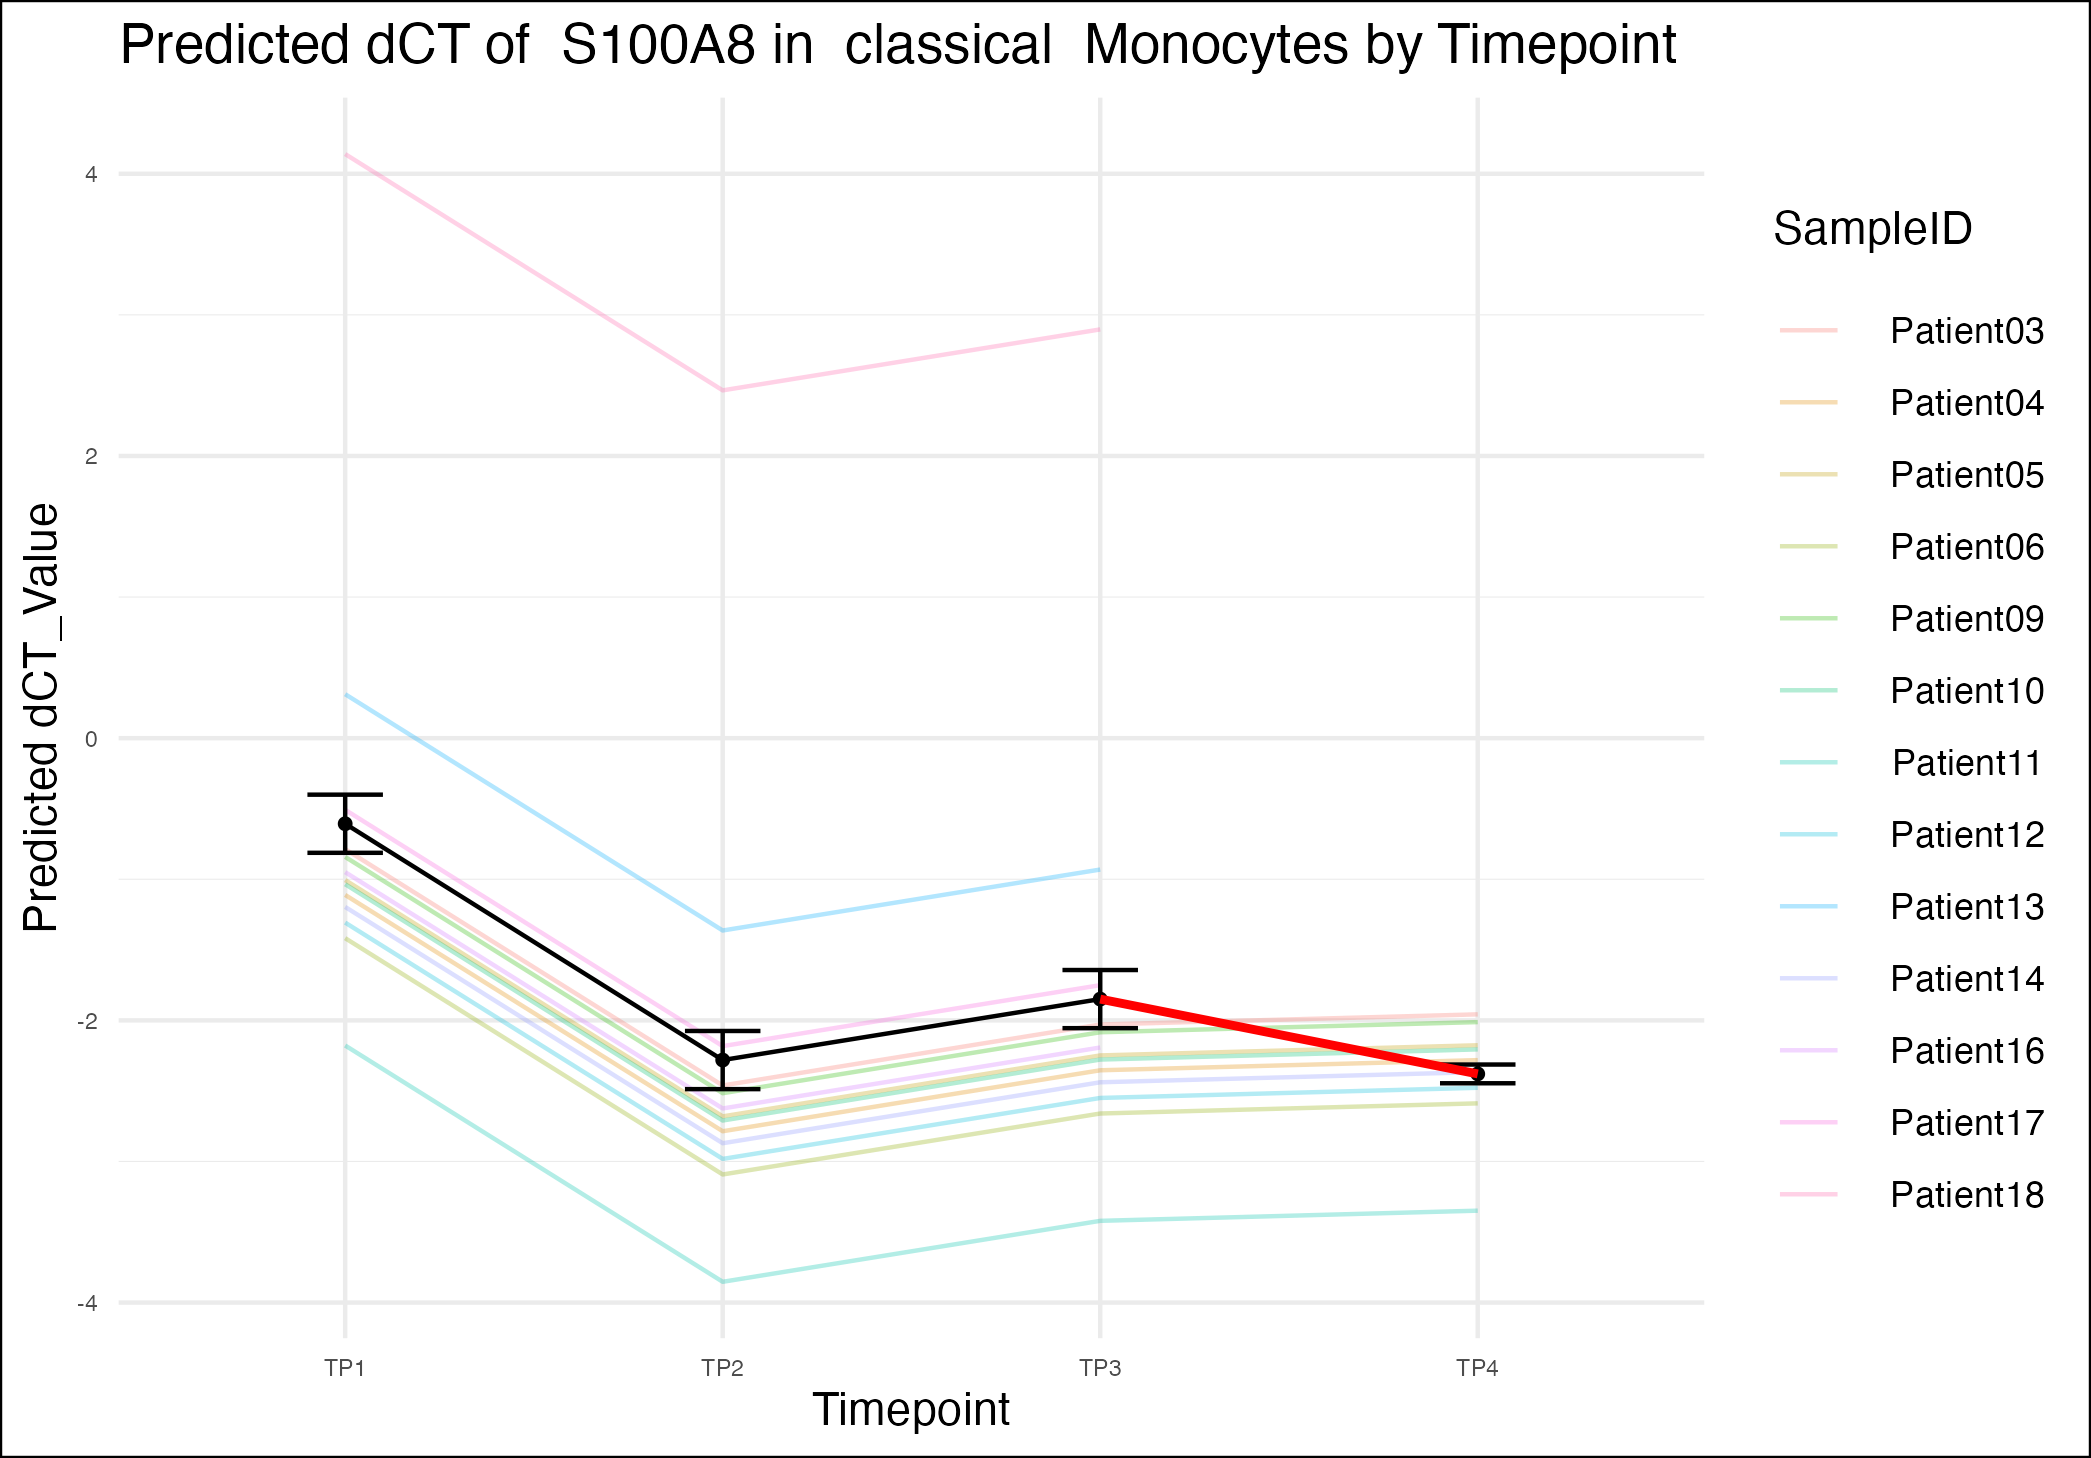 Predicted dCT of  S100A8 in  classical  Monocytes by Timepoint
Predicted dCT_Value
4
2
0
-2
-4
TP1
TP2
TP3
TP4
Timepoint
SampleID
Patient03
Patient04
Patient05
Patient06
Patient09
Patient10
Patient11
Patient12
Patient13
Patient14
Patient16
Patient17
Patient18